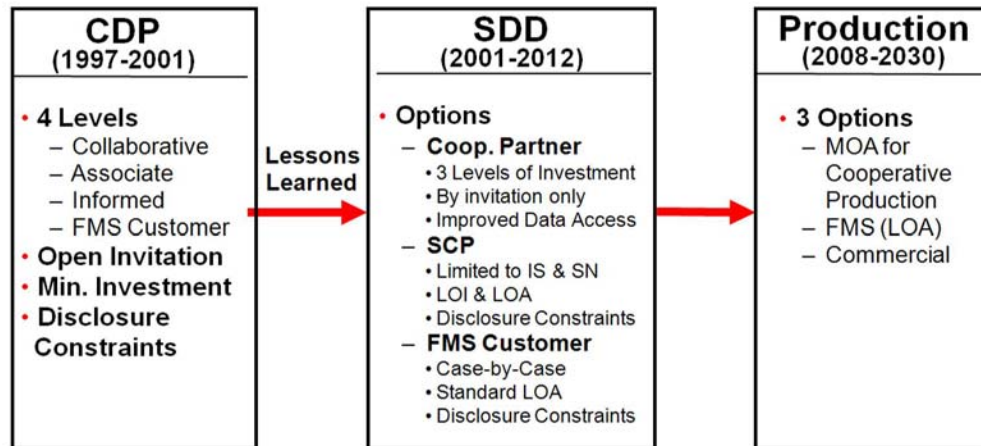 CDP
(1997-2001)
• 4 Levels
– Collaborative
– Associate
– Informed
– FMS Customer
• Open Invitation
• Min. Investment
• Disclosure
Constraints
Lessons
Learned
SDD
(2001-2012)
• Options
– Coop. Partner
• 3 Levels of Investment
• By invitation only
• Improved Data Access
– SCP
• Limited to IS & SN
• LOI & LOA
• Disclosure Constraints
– FMS Customer
• Case-by-Case
• Standard LOA
• Disclosure Constraints
Production
(2008-2030)
• 3 Options
– MOA for
Cooperative
Production
– FMS (LOA)
– Commercial